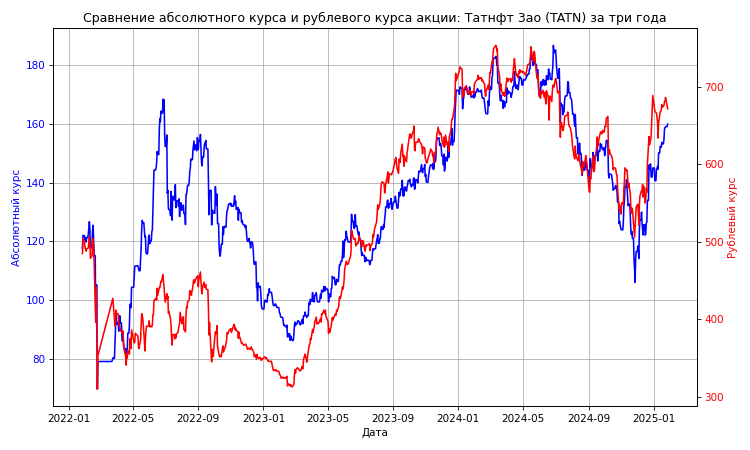 Сравнение абсолютного курса и рублевого курса акции: Татнфт 3ао (TATN) за три года
Абсолютный курс
180
160
140
120
100
80
700
600
500
400
300
Рублевый курс
2022-01 2022-05 2022-09 2023-01 2023-05 2023-09 2024-01 2024-05 2024-09 2025-01
Дата